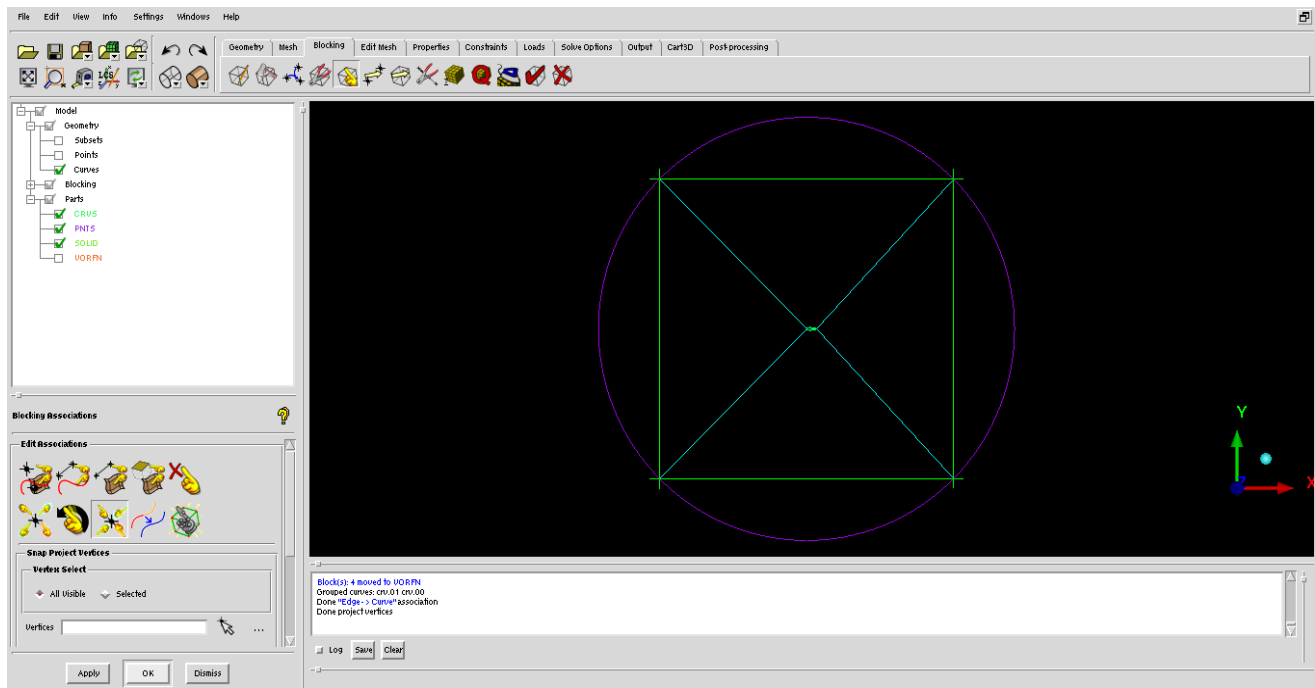 File Edit View Info Settings Windows Help
Geometry Mesh Blocking Edit Mesh Properties Constraints Loads Solve Options Output Cart3D Post-processing
LCS
Model
Geometry
Subsets
Points
Curves
Blocking
Parts
CRVS
PNTS
SOLID
VORFN
Blocking Associations
Edit Associations
Snap Project Vertices
Vertex Select
All Visible Selected
Vertices ...
Apply OK Dismiss
Y
Z X
Block(s): 4 moved to VORFN
Grouped curves: crv.01 crv.00
Done "Edge-> Curve" association
Done project vertices
Log Save Clear